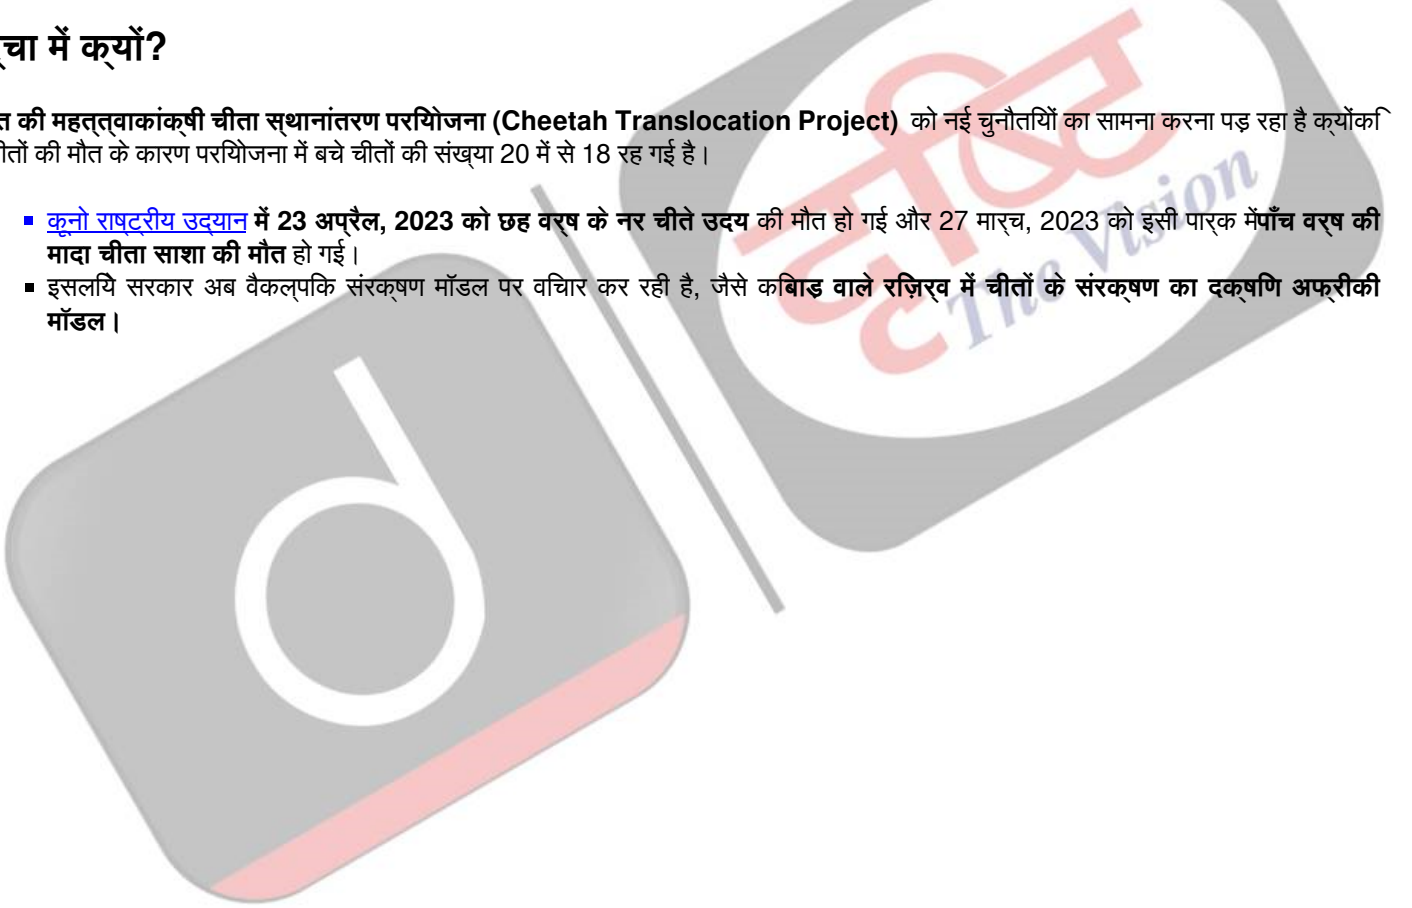 र्चा में क्यों?
त की महत्त्वाकांक्षी चीता स्थानांतरण परियोजना (Cheetah Translocation Project) को नई चुनौतियों का सामना करना पड़ रहा है क्योंकि
ीतों की मौत के कारण परियोजना में बचे चीतों की संख्या 20 में से 18 रह गई है।
कूनो राष्ट्रीय उद्यान में 23 अप्रैल, 2023 को छह वर्ष के नर चीते उदय की मौत हो गई और 27 मार्च, 2023 को इसी पार्क में पाँच वर्ष की
मादा चीता साशा की मौत हो गई।
इसलिये सरकार अब वैकल्पिक संरक्षण मॉडल पर विचार कर रही है, जैसे कि बाड़ वाले रिज़र्व में चीतों के संरक्षण का दक्षिण अफ्रीकी
मॉडल।
दृष्टि
The Vision